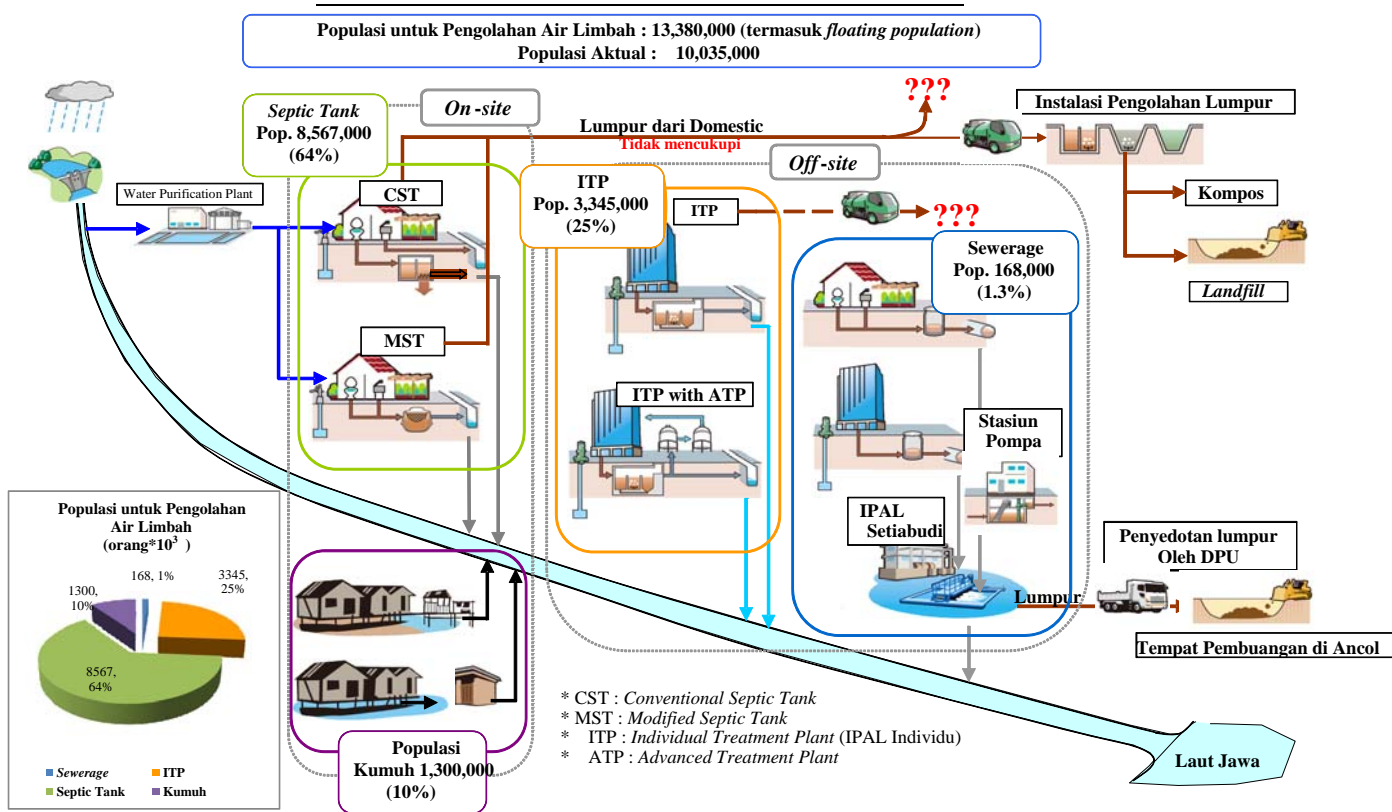 Populasi untuk Pengolahan Air Limbah : 13,380,000 (termasuk floating population)
Populasi Aktual : 10,035,000
Septic Tank
Pop. 8,567,000
(64%)
On-site
Lumpur dari Domestic
Tidak mencukupi
???
Instalasi Pengolahan Lumpur
Off-site
Water Purification Plant
CST
ITP
Pop. 3,345,000
(25%)
ITP
???
Kompos
Sewerage
Pop. 168,000
(1.3%)
Landfill
MST
ITP with ATP
Stasiun
Pompa
IPAL
Setiabudi
Lumpur
Penyedotan lumpur
Oleh DPU
Tempat Pembuangan di Ancol
Populasi untuk Pengolahan
Air Limbah
(orang*10³ )
168, 1%
3345,
25%
1300,
10%
8567,
64%
Sewerage
ITP
Septic Tank
Kumuh
Populasi
Kumuh 1,300,000
(10%)
* CST : Conventional Septic Tank
* MST : Modified Septic Tank
* ITP : Individual Treatment Plant (IPAL Individu)
* ATP : Advanced Treatment Plant
Laut Jawa